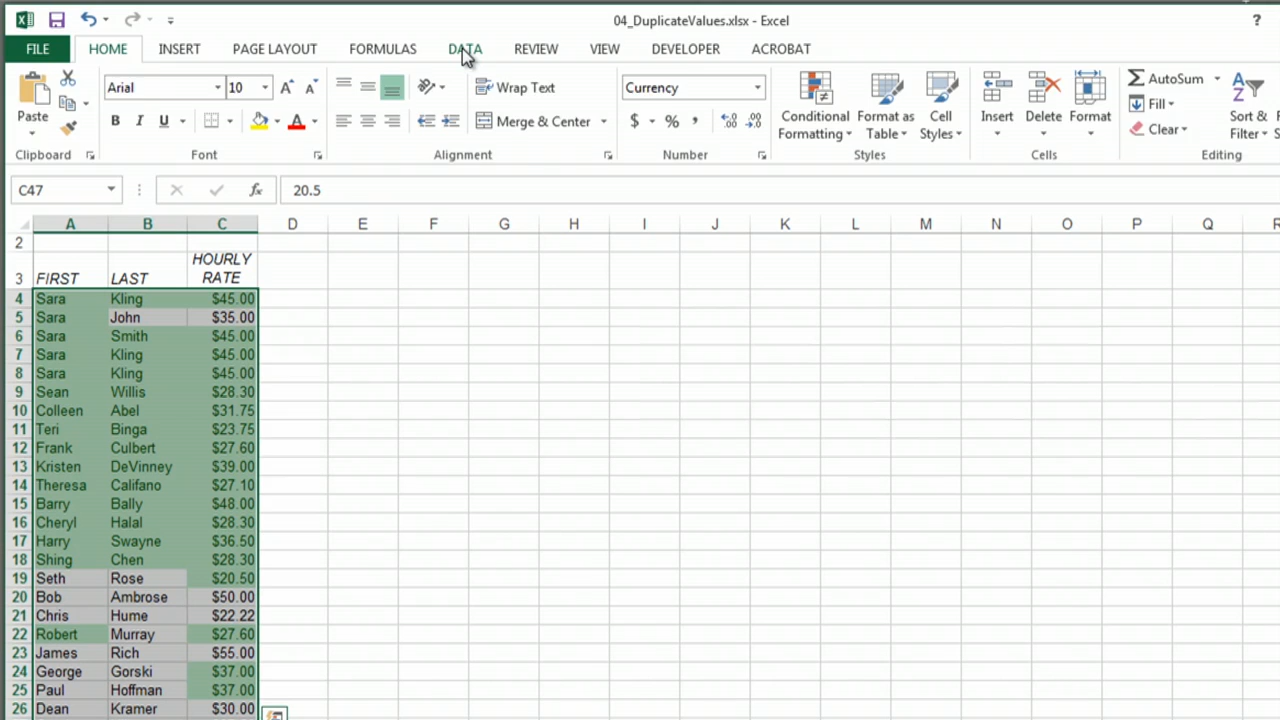 04_DuplicateValues.xlsx - Excel ?
FILE HOME INSERT PAGE LAYOUT FORMULAS DATA REVIEW VIEW DEVELOPER ACROBAT
Arial 10 Wrap Text Currency AutoSum
Paste B I U Merge & Center $ % , .00 Conditional Formatting Format as Table Cell Styles Insert Delete Format Fill Clear Sort & Filter
Clipboard Font Alignment Number Styles Cells Editing
C47 fx 20.5
A B C D E F G H I J K L M N O P Q R
2
HOURLY
3 FIRST LAST RATE
4 Sara Kling $45.00
5 Sara John $35.00
6 Sara Smith $45.00
7 Sara Kling $45.00
8 Sara Kling $45.00
9 Sean Willis $28.30
10 Colleen Abel $31.75
11 Teri Binga $23.75
12 Frank Culbert $27.60
13 Kristen DeVinney $39.00
14 Theresa Califano $27.10
15 Barry Bally $48.00
16 Cheryl Halal $28.30
17 Harry Swayne $36.50
18 Shing Chen $28.30
19 Seth Rose $20.50
20 Bob Ambrose $50.00
21 Chris Hume $22.22
22 Robert Murray $27.60
23 James Rich $55.00
24 George Gorski $37.00
25 Paul Hoffman $37.00
26 Dean Kramer $30.00